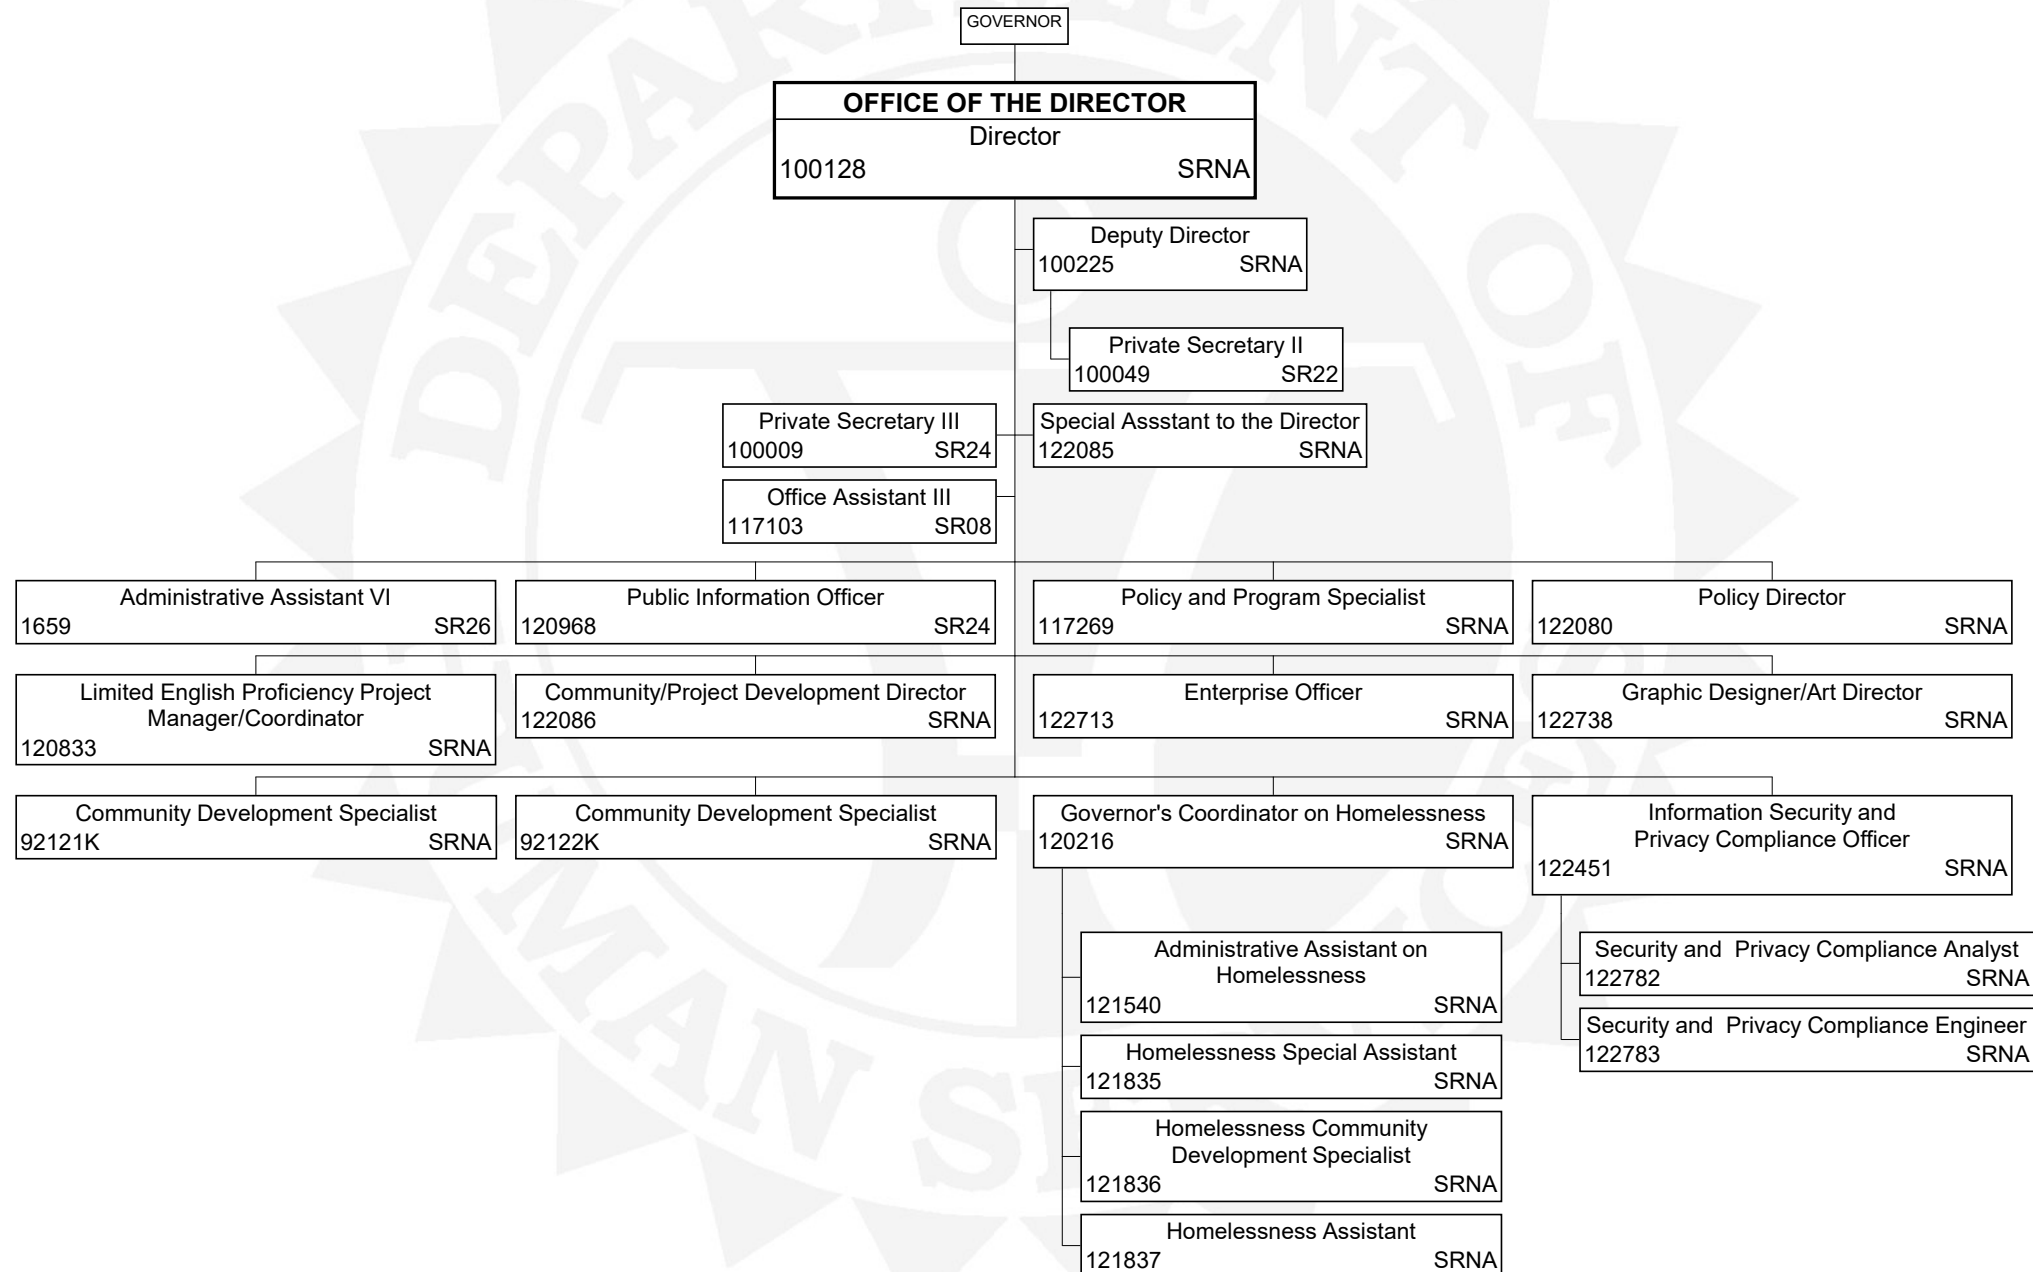 GOVERNOR
OFFICE OF THE DIRECTOR
Director
100128 SRNA
Deputy Director
100225 SRNA
Private Secretary II
100049 SR22
Private Secretary III
100009 SR24
Special Assstant to the Director
122085 SRNA
Office Assistant III
117103 SR08
Administrative Assistant VI
1659 SR26
Public Information Officer
120968 SR24
Policy and Program Specialist
117269 SRNA
Policy Director
122080 SRNA
Limited English Proficiency Project
Manager/Coordinator
120833 SRNA
Community/Project Development Director
122086 SRNA
Enterprise Officer
122713 SRNA
Graphic Designer/Art Director
122738 SRNA
Community Development Specialist
92121K SRNA
Community Development Specialist
92122K SRNA
Governor's Coordinator on Homelessness
120216 SRNA
Information Security and
Privacy Compliance Officer
122451 SRNA
Administrative Assistant on
Homelessness
121540 SRNA
Homelessness Special Assistant
121835 SRNA
Homelessness Community
Development Specialist
121836 SRNA
Homelessness Assistant
121837 SRNA
Security and  Privacy Compliance Analyst
122782 SRNA
Security and  Privacy Compliance Engineer
122783 SRNA
DEPARTMENT OF